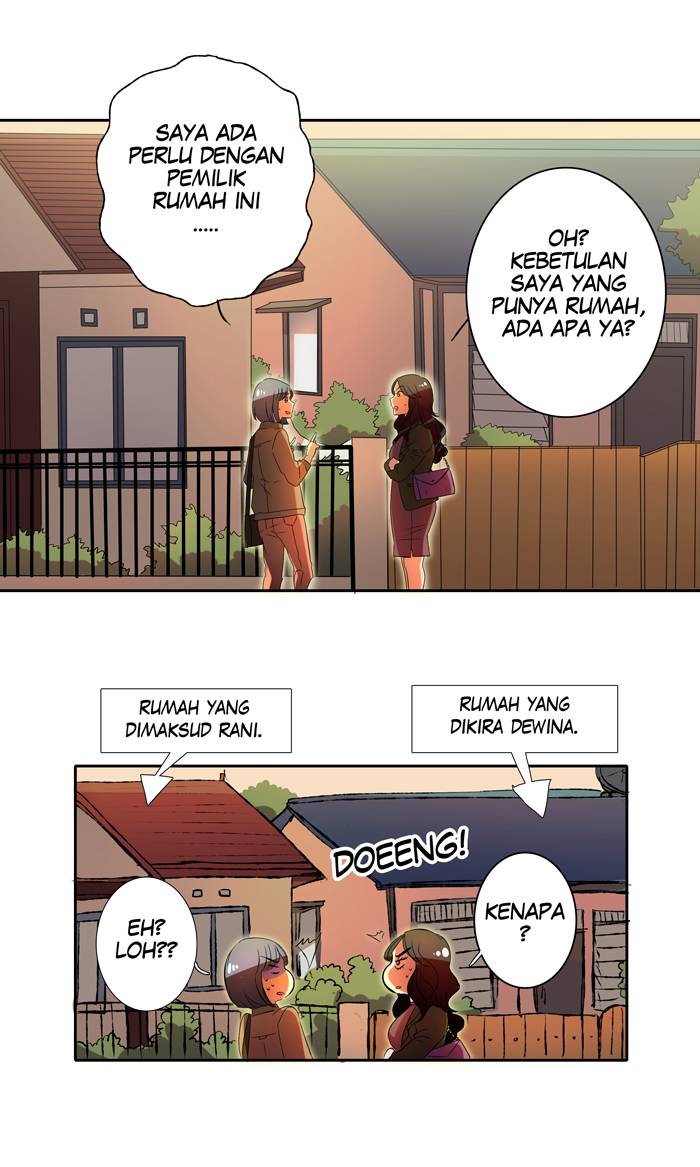 SAYA ADA
PERLU DENGAN
PEMILIK
RUMAH INI
.....
OH?
KEBETULAN
SAYA YANG
PUNYA RUMAH,
ADA APA YA?
RUMAH YANG
DIMAKSUD RANI.
RUMAH YANG
DIKIRA DEWINA.
DOEEENG!
EH?
LOH??
KENAPA
?